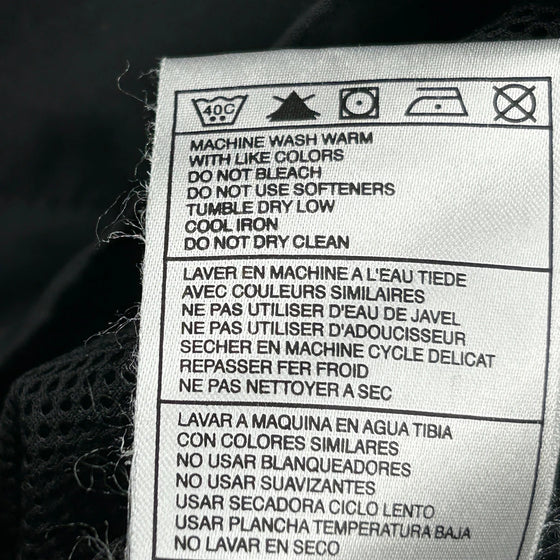 40C
MACHINE WASH WARM
WITH LIKE COLORS
DO NOT BLEACH
DO NOT USE SOFTENERS
TUMBLE DRY LOW
COOL IRON
DO NOT DRY CLEAN
LAVER EN MACHINE A L'EAU TIEDE
AVEC COULEURS SIMILAIRES
NE PAS UTILISER D'EAU DE JAVEL
NE PAS UTILISER D'ADOUCISSEUR
SECHER EN MACHINE CYCLE DELICAT
REPASSER FER FROID
NE PAS NETTOYER A SEC
LAVAR A MAQUINA EN AGUA TIBIA
CON COLORES SIMILARES
NO USAR BLANQUEADORES
NO USAR SUAVIZANTES
USAR SECADORA CICLO LENTO
USAR PLANCHA TEMPERATURA BAJA
NO LAVAR EN SECO